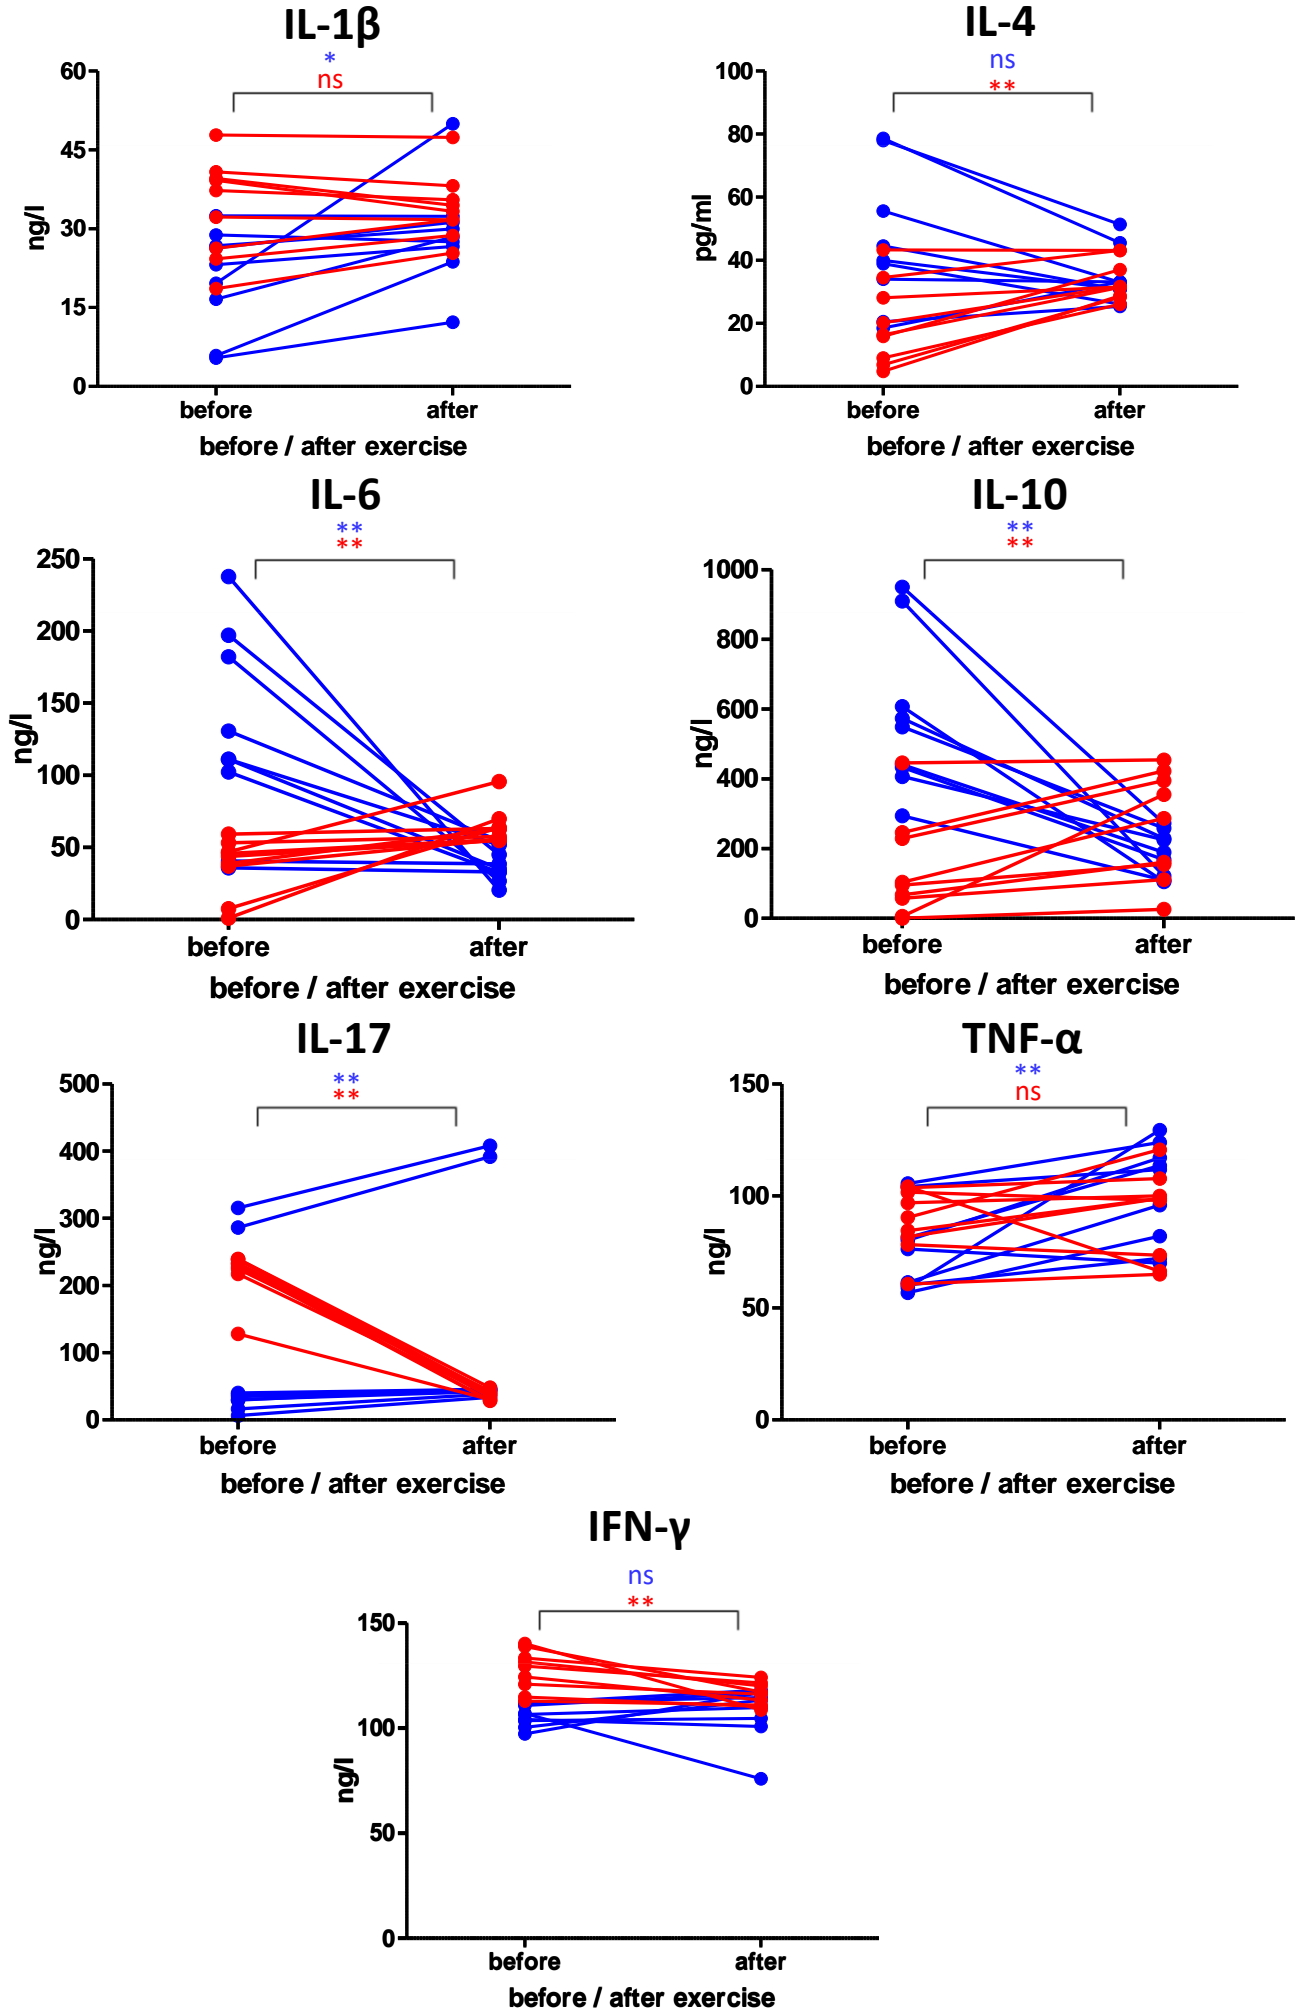 IL-1β
*
ns
60
45
30
15
0
ng/l
before after
before / after exercise
IL-4
ns
**
100
80
60
40
20
0
pg/ml
before after
before / after exercise
IL-6
**
**
250
200
150
100
50
0
ng/l
before after
before / after exercise
IL-10
**
**
1000
800
600
400
200
0
ng/l
before after
before / after exercise
IL-17
**
**
500
400
300
200
100
0
ng/l
before after
before / after exercise
TNF-α
**
ns
150
100
50
0
ng/l
before after
before / after exercise
IFN-γ
ns
**
150
100
50
0
ng/l
before after
before / after exercise